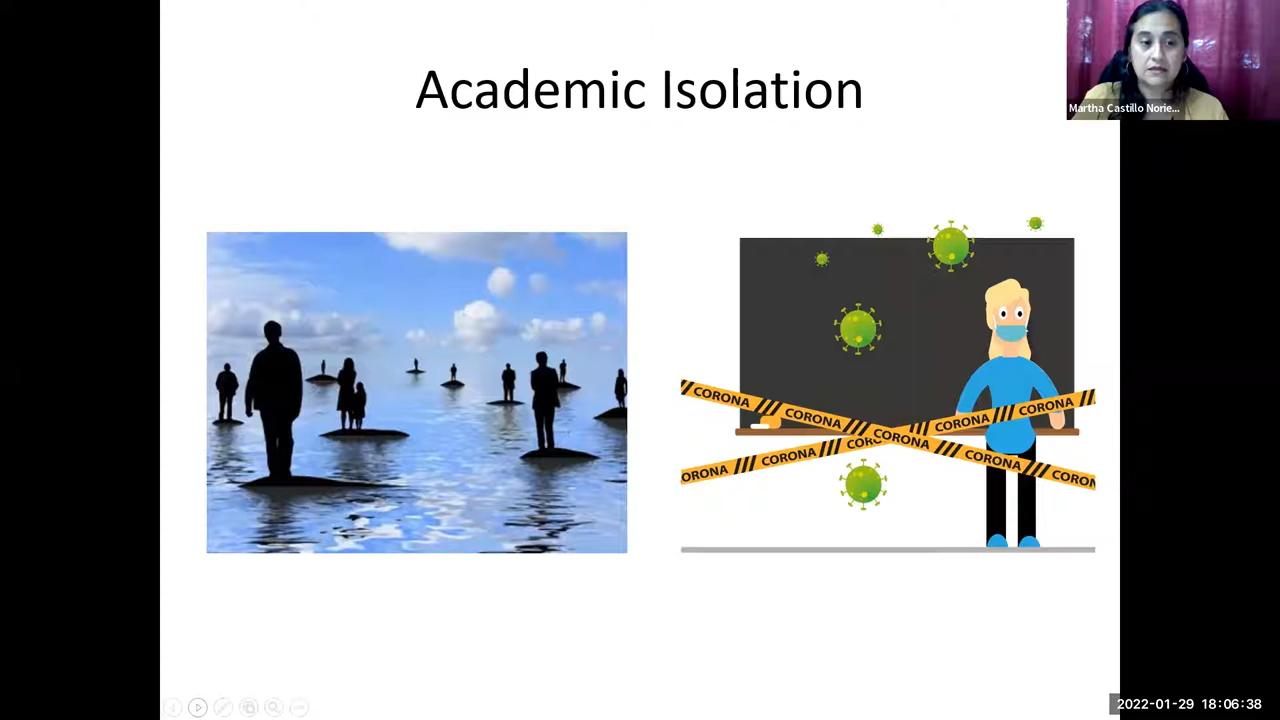 Academic Isolation
Martha Castillo Norie...
CORONA CORONA CORONA CORONA CORON
ORONA CORONA CORO CORONA CORONA
2022-01-29 18:06:38